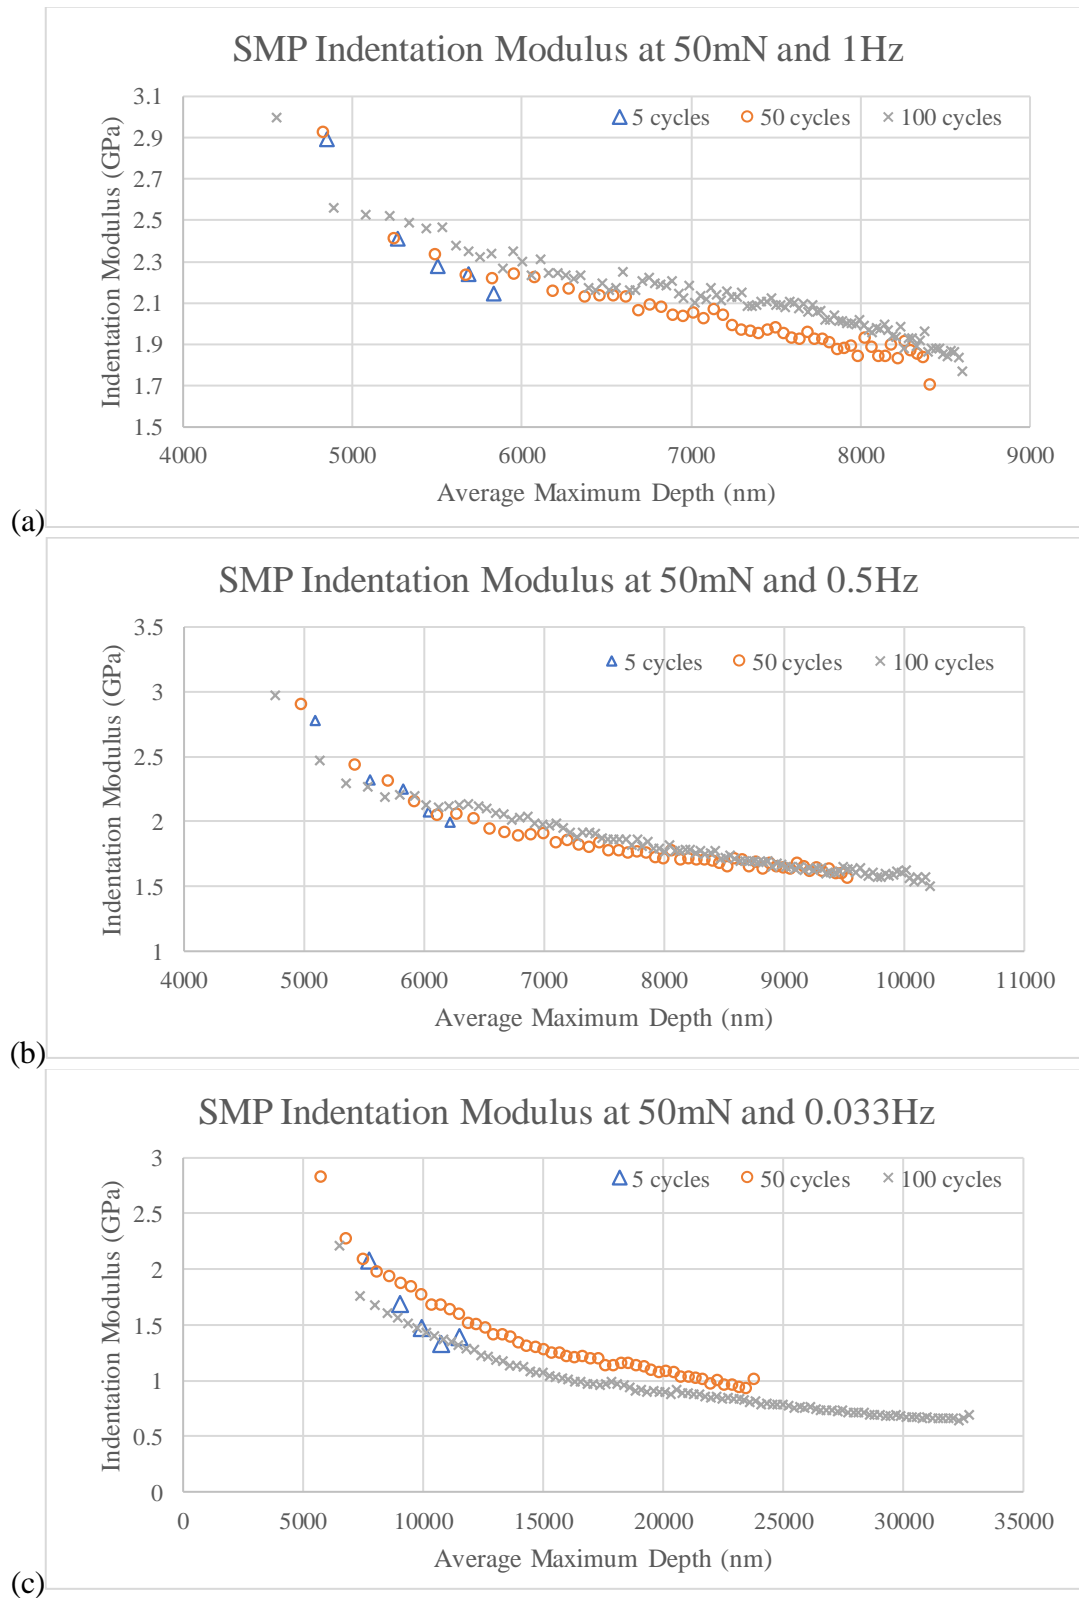 SMP Indentation Modulus at 50mN and 1Hz
3.1
2.9
2.7
2.5
2.3
2.1
1.9
1.7
1.5
Indentation Modulus (GPa)
5 cycles 50 cycles 100 cycles
4000 5000 6000 7000 8000 9000
Average Maximum Depth (nm)
(a)
SMP Indentation Modulus at 50mN and 0.5Hz
3.5
3
2.5
2
1.5
1
Indentation Modulus (GPa)
5 cycles 50 cycles 100 cycles
4000 5000 6000 7000 8000 9000 10000 11000
Average Maximum Depth (nm)
(b)
SMP Indentation Modulus at 50mN and 0.033Hz
3
2.5
2
1.5
1
0.5
0
Indentation Modulus (GPa)
5 cycles 50 cycles 100 cycles
0 5000 10000 15000 20000 25000 30000 35000
Average Maximum Depth (nm)
(c)